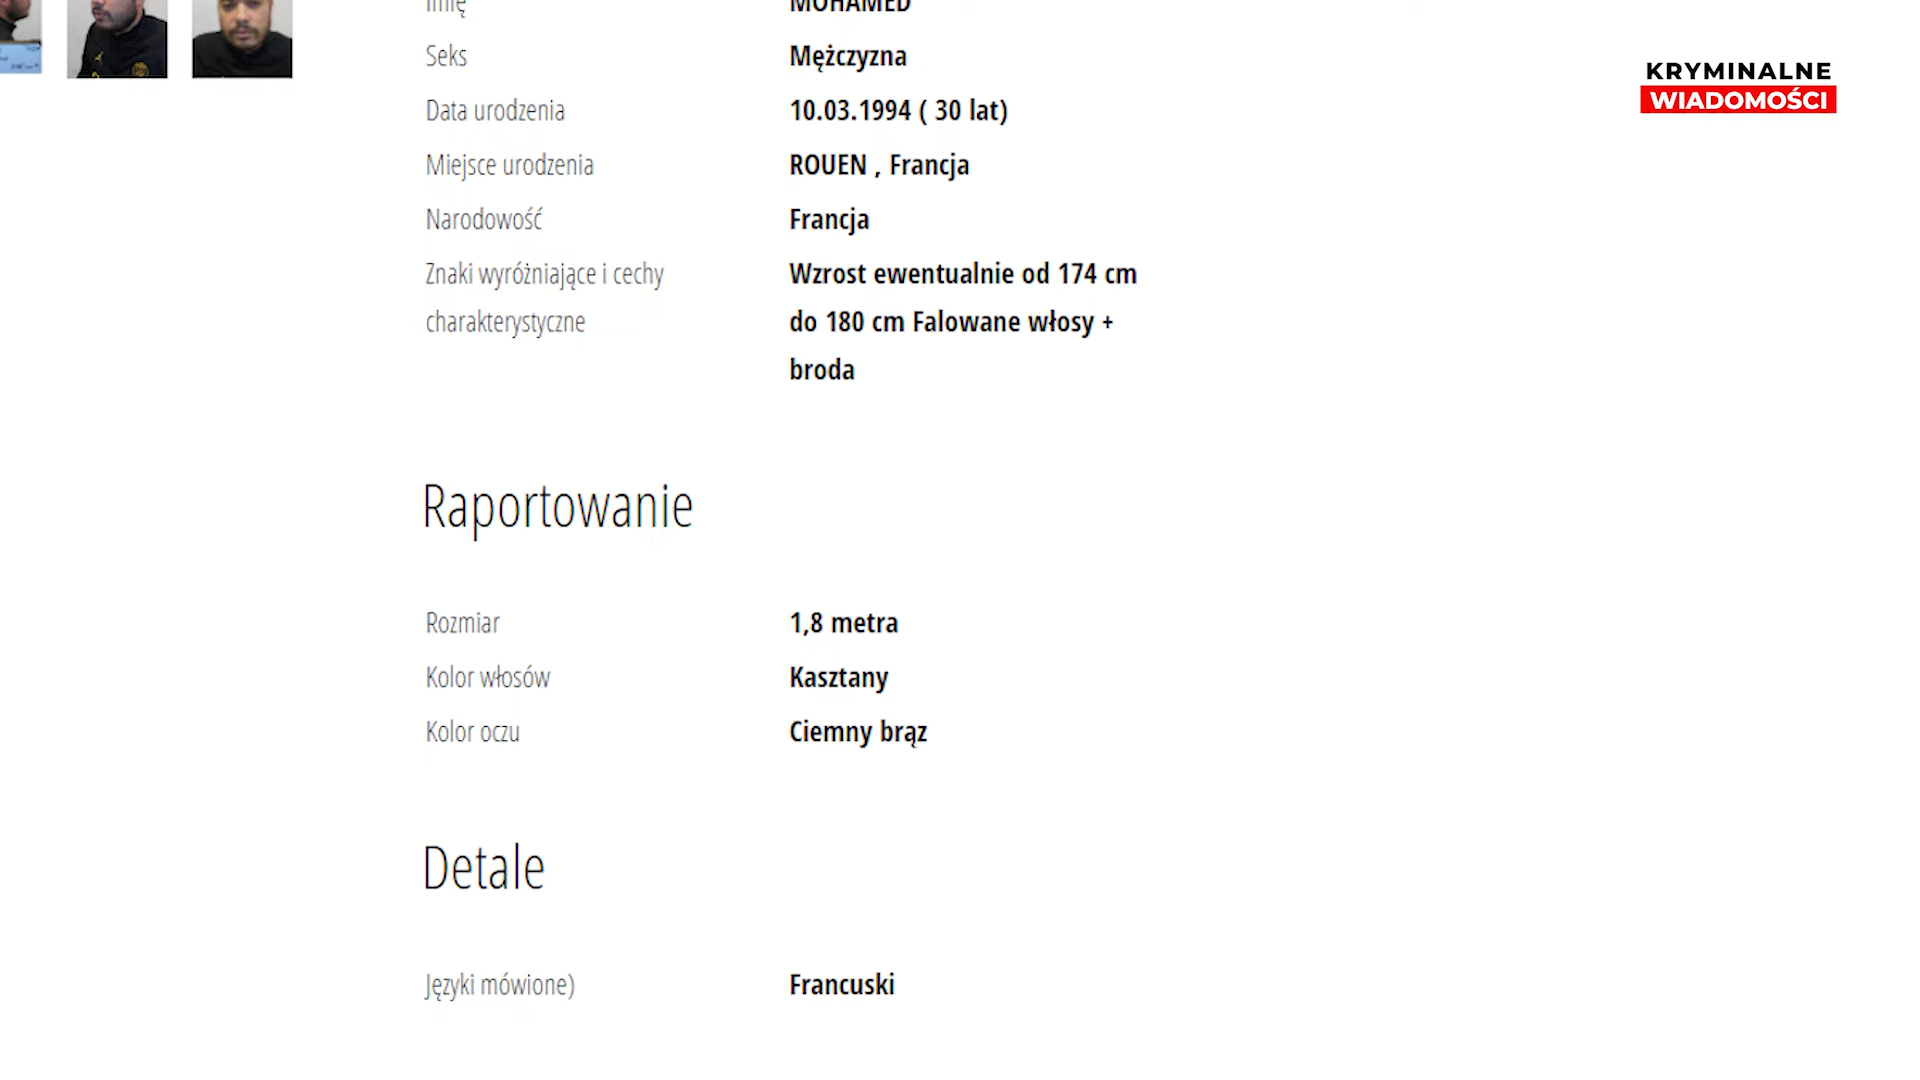 Imię MOHAMED
Seks Mężczyzna
Data urodzenia 10.03.1994 ( 30 lat)
Miejsce urodzenia ROUEN , Francja
Narodowość Francja
Znaki wyróżniające i cechy Wzrost ewentualnie od 174 cm
charakterystyczne do 180 cm Falowane włosy +
broda
KRYMINALNE
WIADOMOŚCI
Raportowanie
Rozmiar 1,8 metra
Kolor włosów Kasztany
Kolor oczu Ciemny brąz
Detale
Języki mówione) Francuski